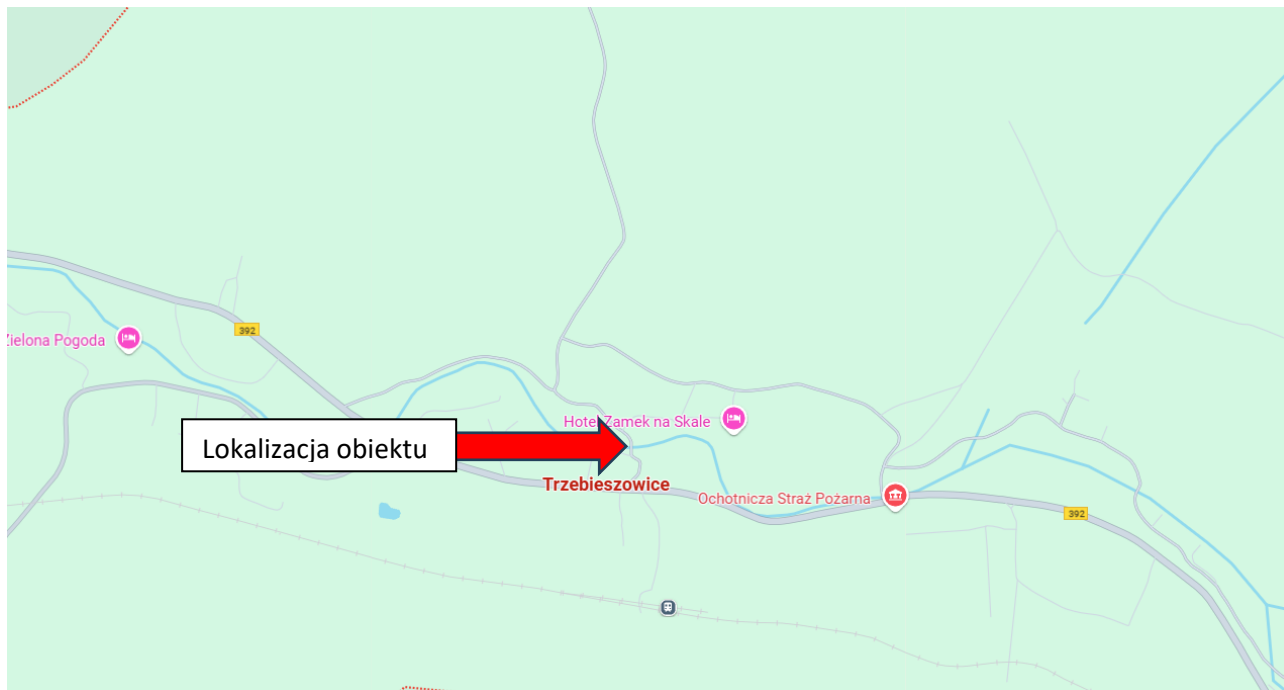 392
Zielona Pogoda
Hotel Zamek na Skale
Lokalizacja obiektu
Trzebieszowice
Ochotnicza Straż Pożarna
392